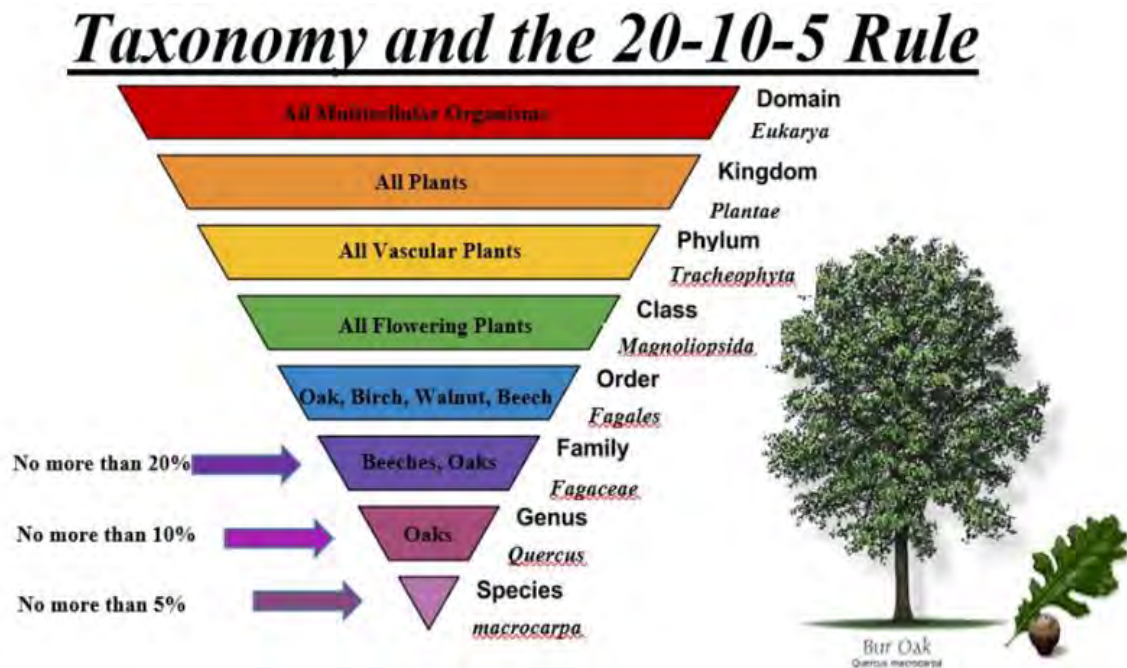 Taxonomy and the 20-10-5 Rule
All Multicellular Organisms
Domain
Eukarya
All Plants
Kingdom
Plantae
All Vascular Plants
Phylum
Tracheophyta
All Flowering Plants
Class
Magnoliopsida
Oak, Birch, Walnut, Beech
Order
Fagales
No more than 20%
Beeches, Oaks
Family
Fagaceae
No more than 10%
Oaks
Genus
Quercus
No more than 5%
Species
macrocarpa
Bur Oak
Quercus macrocarpa